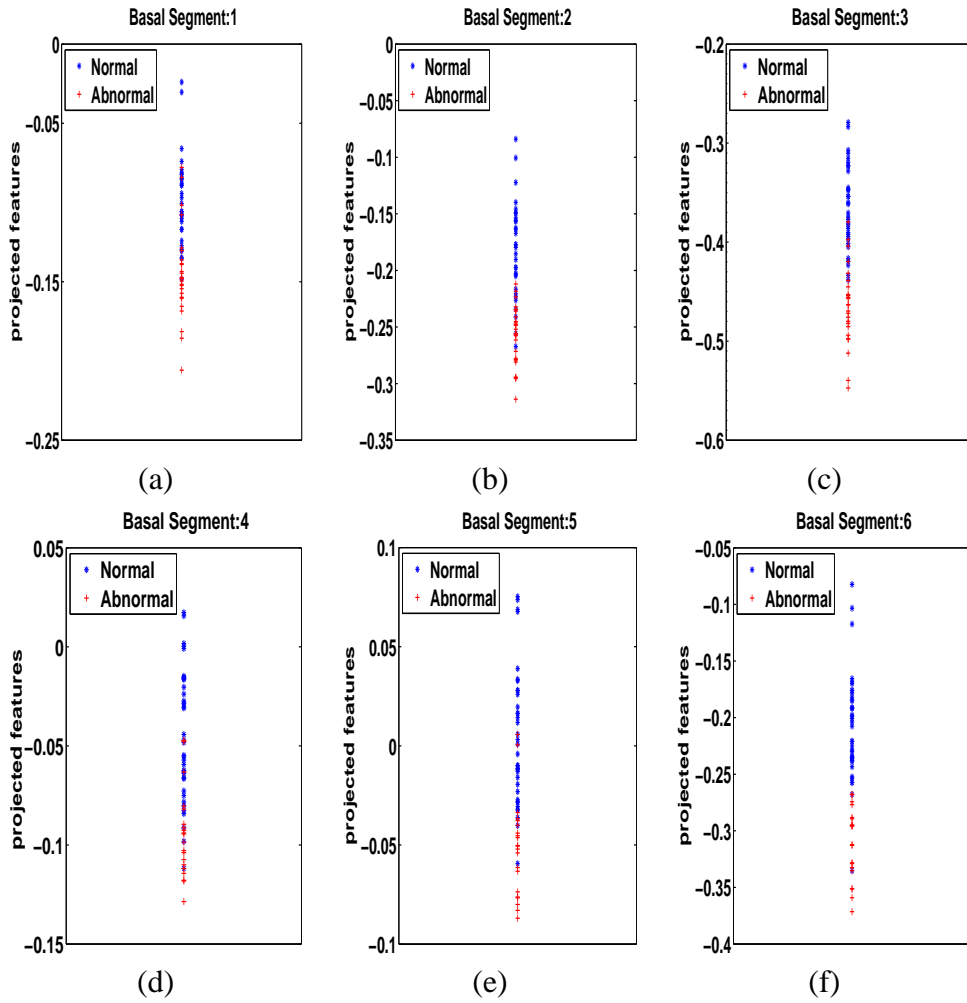 Basal Segment:1
0
−0.05
−0.15
−0.25
projected features
Normal
Abnormal
(a)
Basal Segment:2
0
−0.05
−0.1
−0.15
−0.2
−0.25
−0.3
−0.35
projected features
Normal
Abnormal
(b)
Basal Segment:3
−0.2
−0.3
−0.4
−0.5
−0.6
projected features
Normal
Abnormal
(c)
Basal Segment:4
0.05
0
−0.05
−0.1
−0.15
projected features
Normal
Abnormal
(d)
Basal Segment:5
0.1
0.05
0
−0.05
−0.1
projected features
Normal
Abnormal
(e)
Basal Segment:6
−0.05
−0.1
−0.15
−0.2
−0.25
−0.3
−0.35
−0.4
projected features
Normal
Abnormal
(f)